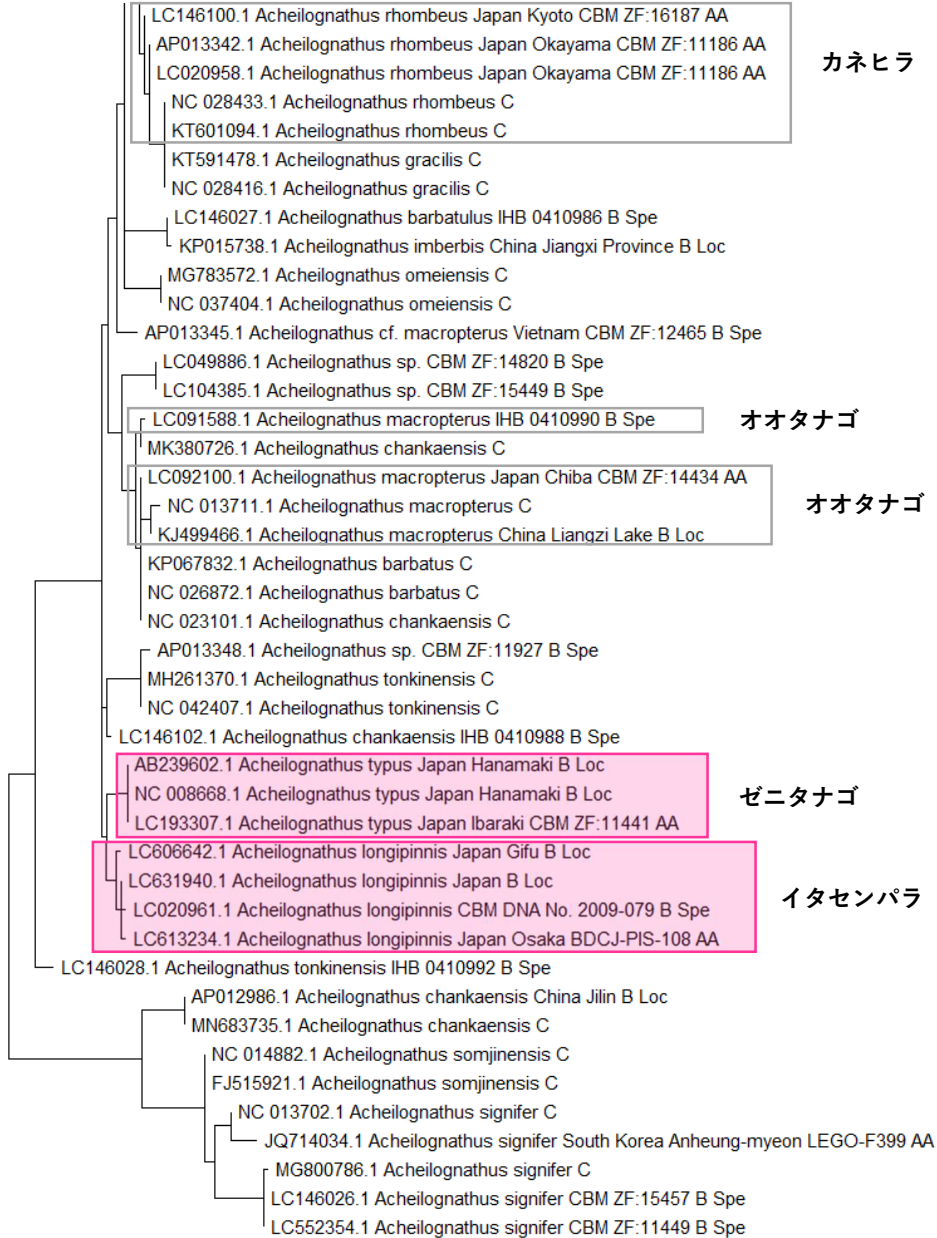 LC146100.1 Acheilognathus rhombeus Japan Kyoto CBM ZF:16187 AA
AP013342.1 Acheilognathus rhombeus Japan Okayama CBM ZF:11186 AA
カネヒラ
LC020958.1 Acheilognathus rhombeus Japan Okayama CBM ZF:11186 AA
NC 028433.1 Acheilognathus rhombeus C
KT601094.1 Acheilognathus rhombeus C
KT591478.1 Acheilognathus gracilis C
NC 028416.1 Acheilognathus gracilis C
LC146027.1 Acheilognathus barbatulus IHB 0410986 B Spe
KP015738.1 Acheilognathus imberbis China Jiangxi Province B Loc
MG783572.1 Acheilognathus omeiensis C
NC 037404.1 Acheilognathus omeiensis C
AP013345.1 Acheilognathus cf. macropterus Vietnam CBM ZF:12465 B Spe
LC049886.1 Acheilognathus sp. CBM ZF:14820 B Spe
LC104385.1 Acheilognathus sp. CBM ZF:15449 B Spe
LC091588.1 Acheilognathus macropterus IHB 0410990 B Spe
オオタナゴ
MK380726.1 Acheilognathus chankaensis C
LC092100.1 Acheilognathus macropterus Japan Chiba CBM ZF:14434 AA
NC 013711.1 Acheilognathus macropterus C
オオタナゴ
KJ499466.1 Acheilognathus macropterus China Liangzi Lake B Loc
KP067832.1 Acheilognathus barbatus C
NC 026872.1 Acheilognathus barbatus C
NC 023101.1 Acheilognathus chankaensis C
AP013348.1 Acheilognathus sp. CBM ZF:11927 B Spe
MH261370.1 Acheilognathus tonkinensis C
NC 042407.1 Acheilognathus tonkinensis C
LC146102.1 Acheilognathus chankaensis IHB 0410988 B Spe
AB239602.1 Acheilognathus typus Japan Hanamaki B Loc
NC 008668.1 Acheilognathus typus Japan Hanamaki B Loc
ゼニタナゴ
LC193307.1 Acheilognathus typus Japan Ibaraki CBM ZF:11441 AA
LC606642.1 Acheilognathus longipinnis Japan Gifu B Loc
LC631940.1 Acheilognathus longipinnis Japan B Loc
イタセンパラ
LC020961.1 Acheilognathus longipinnis CBM DNA No. 2009-079 B Spe
LC613234.1 Acheilognathus longipinnis Japan Osaka BDCJ-PIS-108 AA
LC146028.1 Acheilognathus tonkinensis IHB 0410992 B Spe
AP012986.1 Acheilognathus chankaensis China Jilin B Loc
MN683735.1 Acheilognathus chankaensis C
NC 014882.1 Acheilognathus somjinensis C
FJ515921.1 Acheilognathus somjinensis C
NC 013702.1 Acheilognathus signifer C
JQ714034.1 Acheilognathus signifer South Korea Anheung-myeon LEGO-F399 AA
MG800786.1 Acheilognathus signifer C
LC146026.1 Acheilognathus signifer CBM ZF:15457 B Spe
LC552354.1 Acheilognathus signifer CBM ZF:11449 B Spe